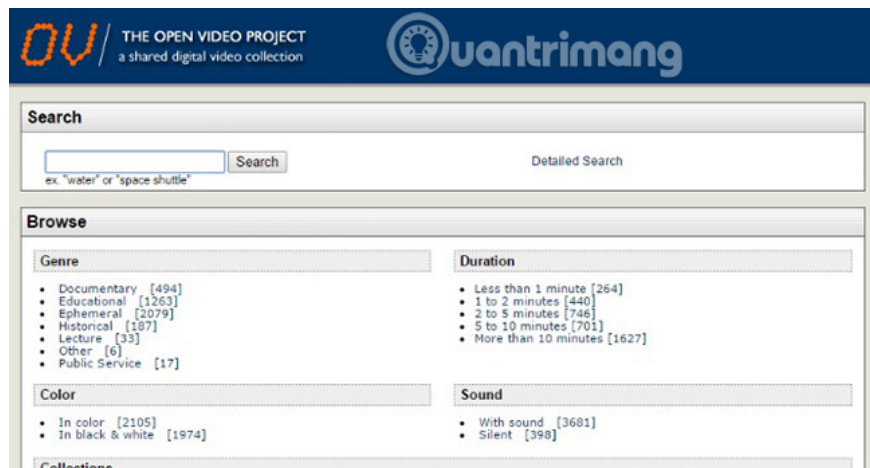 OV/ THE OPEN VIDEO PROJECT
a shared digital video collection
Quantrimang
Search
Search
Detailed Search
ex. "water" or "space shuttle"
Browse
Genre
Documentary [494]
Educational [1263]
Ephemeral [2079]
Historical [187]
Lecture [33]
Other [6]
Public Service [17]
Duration
Less than 1 minute [264]
1 to 2 minutes [440]
2 to 5 minutes [746]
5 to 10 minutes [701]
More than 10 minutes [1627]
Color
In color [2105]
In black & white [1974]
Sound
With sound [3681]
Silent [398]
Collections